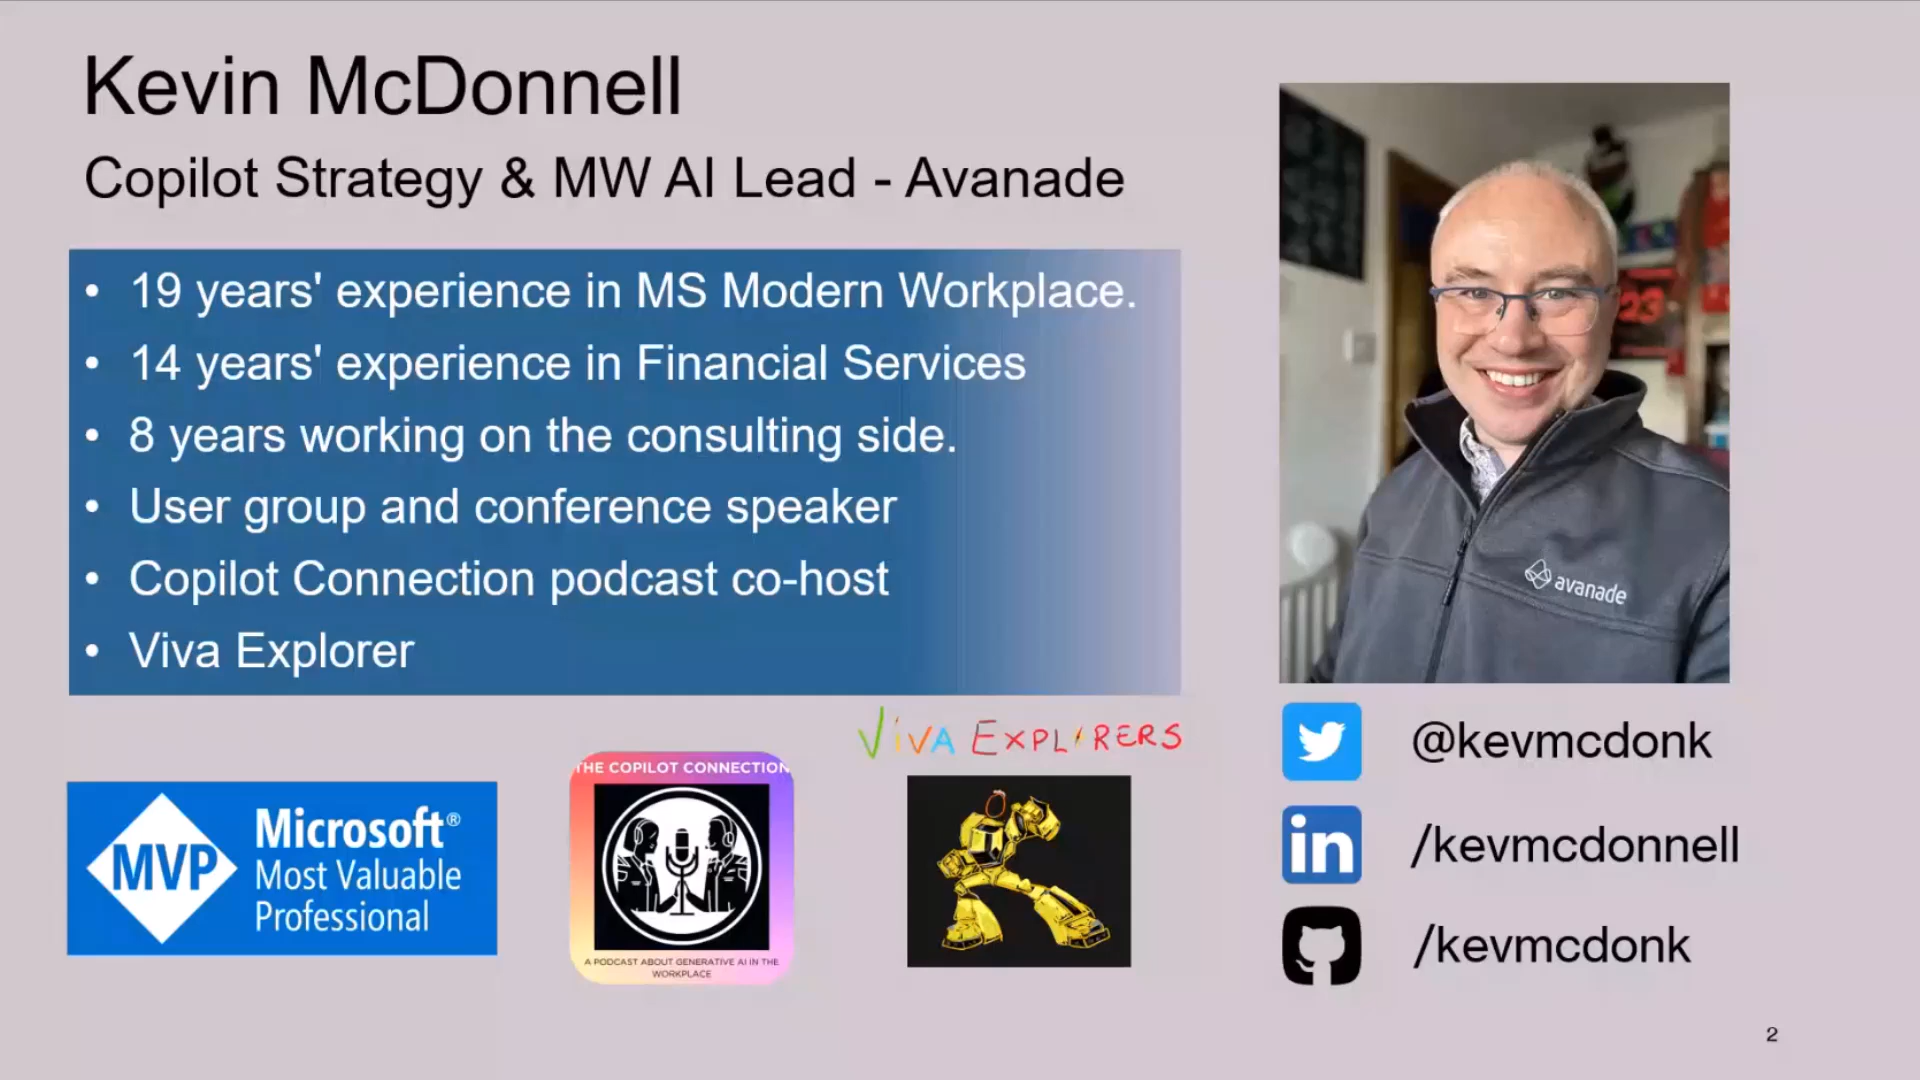 Kevin McDonnell
Copilot Strategy & MW AI Lead - Avanade
• 19 years' experience in MS Modern Workplace.
• 14 years' experience in Financial Services
• 8 years working on the consulting side.
• User group and conference speaker
• Copilot Connection podcast co-host
• Viva Explorer
23
avanade
VIVA EXPLORERS
MVP
Microsoft®
Most Valuable
Professional
THE COPILOT CONNECTION
A PODCAST ABOUT GENERATIVE AI IN THE
WORKPLACE
@kevmcdonk
in
/kevmcdonnell
/kevmcdonk
2